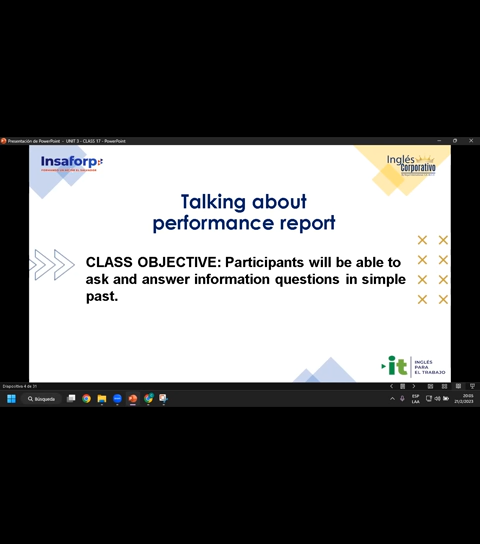 Presentación de PowerPoint - UNIT 3 - CLASS 17 - PowerPoint
Insaforp
Inglés
Corporativo
Talking about
performance report
CLASS OBJECTIVE: Participants will be able to
ask and answer information questions in simple
past.
it
INGLÉS
PARA
EL TRABAJO
Diapositiva 4 de 31
Búsqueda
ESP
LAA
20:03
21/2/2023